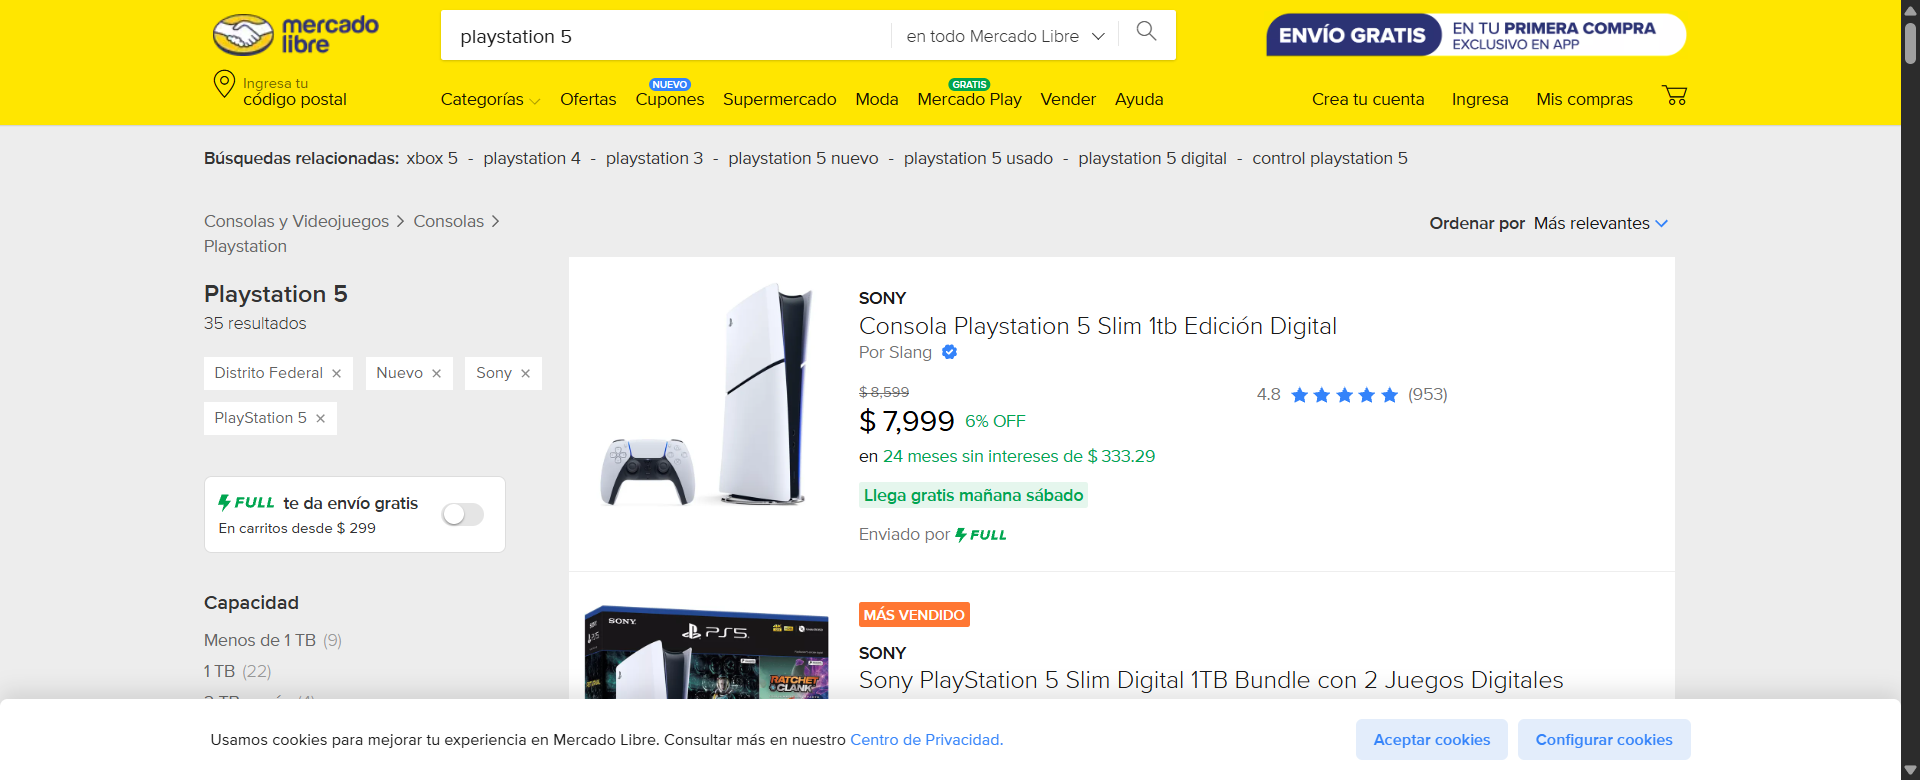 mercado
libre
playstation 5
en todo Mercado Libre
ENVÍO GRATIS
EN TU PRIMERA COMPRA
EXCLUSIVO EN APP
Ingresa tu
código postal
Categorías
Ofertas
NUEVO
Cupones
Supermercado
Moda
GRATIS
Mercado Play
Vender
Ayuda
Crea tu cuenta
Ingresa
Mis compras
Búsquedas relacionadas: xbox 5 - playstation 4 - playstation 3 - playstation 5 nuevo - playstation 5 usado - playstation 5 digital - control playstation 5
Consolas y Videojuegos > Consolas >
Playstation
Ordenar por Más relevantes
Playstation 5
35 resultados
Distrito Federal ×
Nuevo ×
Sony ×
PlayStation 5 ×
FULL te da envío gratis
En carritos desde $ 299
Capacidad
Menos de 1 TB (9)
1 TB (22)
SONY
Consola Playstation 5 Slim 1tb Edición Digital
Por Slang
$ 8,599
$ 7,999 6% OFF
4.8 (953)
en 24 meses sin intereses de $ 333.29
Llega gratis mañana sábado
Enviado por FULL
SONY
PS5
RATCHET
CLANK
MÁS VENDIDO
SONY
Sony PlayStation 5 Slim Digital 1TB Bundle con 2 Juegos Digitales
Usamos cookies para mejorar tu experiencia en Mercado Libre. Consultar más en nuestro Centro de Privacidad.
Aceptar cookies
Configurar cookies